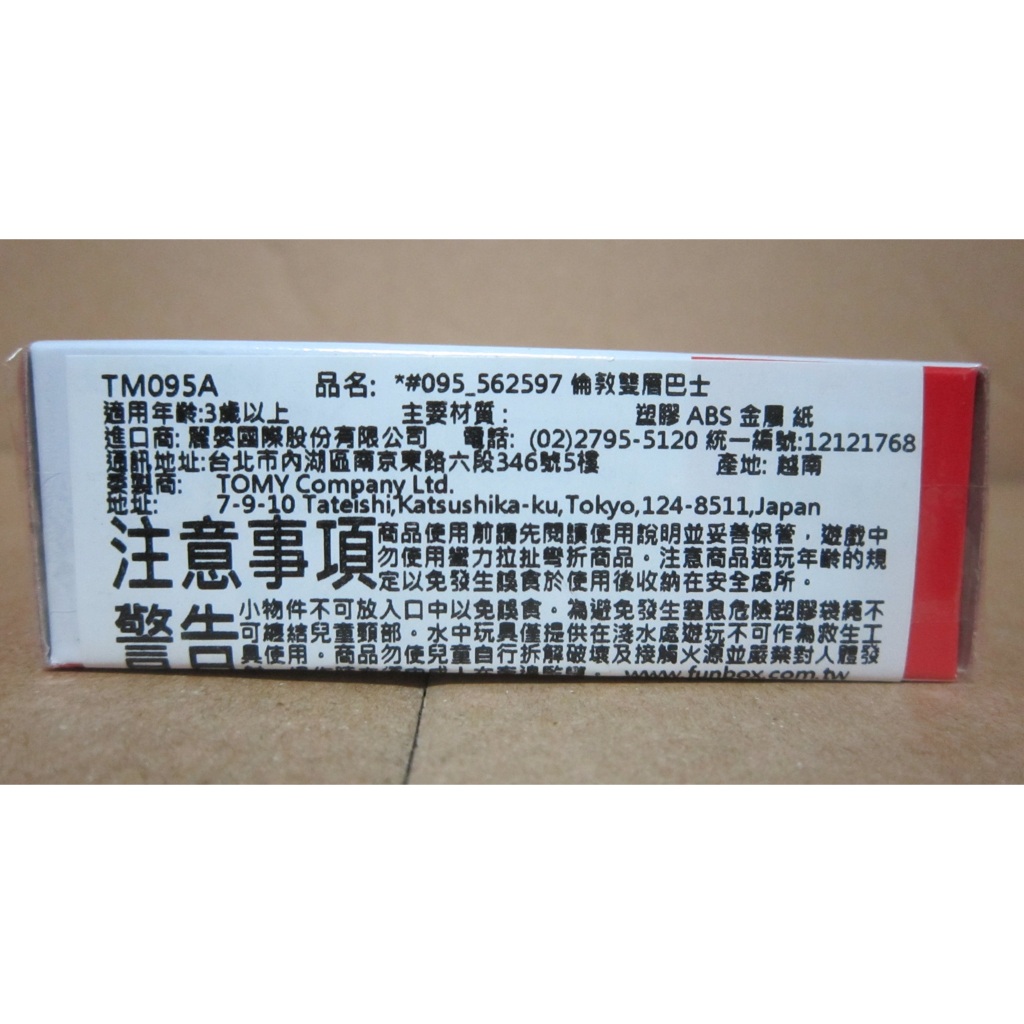 TM095A 品名: *#095_562597 倫敦雙層巴士
適用年齡:3歲以上 主要材質: 塑膠 ABS 金屬 紙
進口商: 麗嬰國際股份有限公司 電話: (02)2795-5120 統一編號:12121768
通訊地址:台北市內湖區南京東路六段346號5樓 產地: 越南
委製商: TOMY Company Ltd.
地址: 7-9-10 Tateishi,Katsushika-ku,Tokyo,124-8511,Japan
注意事項
商品使用前請先閱讀使用說明並妥善保管，遊戲中
勿使用蠻力拉扯彎折商品。注意商品適玩年齡的規
定以免發生誤食於使用後收納在安全處所。
警告
小物件不可放入口中以免誤食。為避免發生窒息危險塑膠袋繩不
可纏繞兒童頸部。水中玩具僅提供在淺水處遊玩不可作為救生工
具使用。商品勿使兒童自行拆解破壞及接觸火源並嚴禁對人體發
www.funbox.com.tw